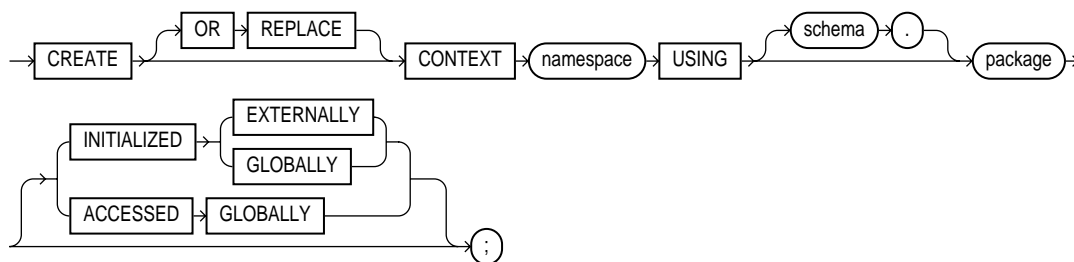 OR REPLACE schema .
CREATE CONTEXT namespace USING package
EXTERNALLY
INITIALIZED
GLOBALLY
ACCESSED GLOBALLY
;